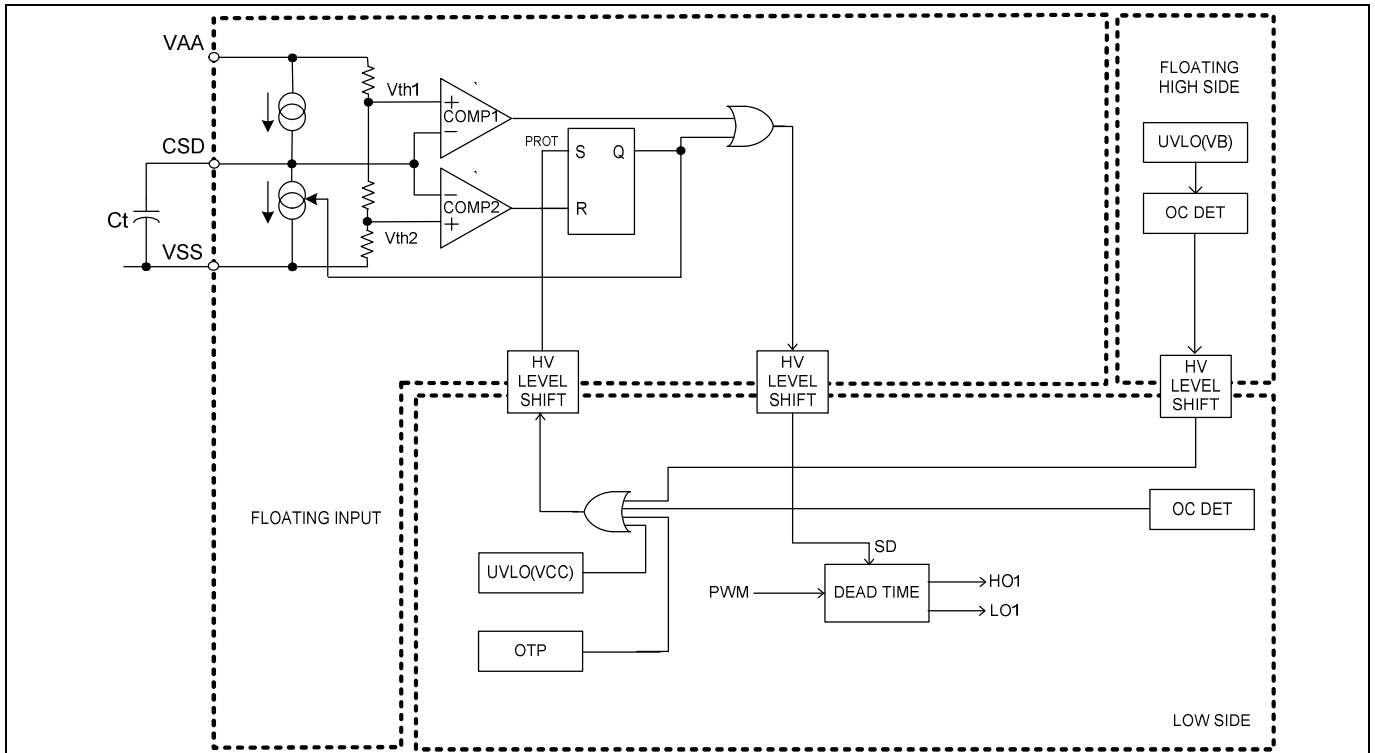 VAA
CSD
Ct
VSS
Vth1
Vth2
+
COMP1
−
−
COMP2
+
PROT
S
Q
R
FLOATING
HIGH SIDE
UVLO(VB)
OC DET
HV
LEVEL
SHIFT
HV
LEVEL
SHIFT
HV
LEVEL
SHIFT
FLOATING INPUT
OC DET
UVLO(VCC)
SD
PWM
DEAD TIME
HO1
LO1
OTP
LOW SIDE